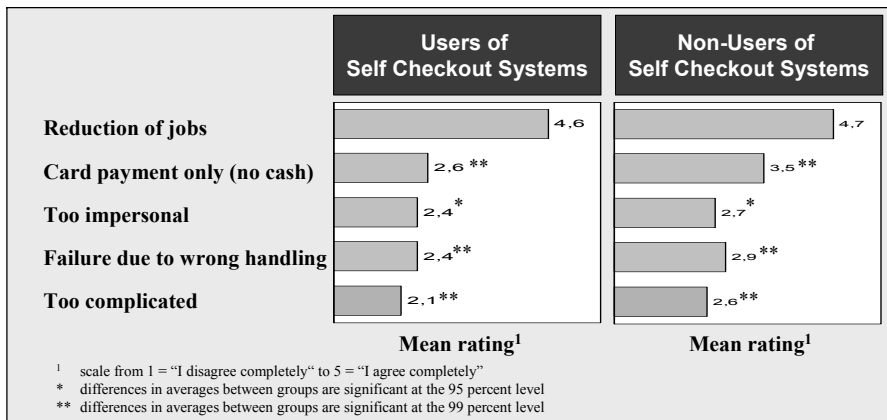 Users of
Self Checkout Systems
Non-Users of
Self Checkout Systems
Reduction of jobs 4,6 4,7
Card payment only (no cash) 2,6 ** 3,5 **
Too impersonal 2,4 * 2,7 *
Failure due to wrong handling 2,4 ** 2,9 **
Too complicated 2,1 ** 2,6 **
Mean rating¹ Mean rating¹
¹ scale from 1 = “I disagree completely“ to 5 = “I agree completely”
* differences in averages between groups are significant at the 95 percent level
** differences in averages between groups are significant at the 99 percent level